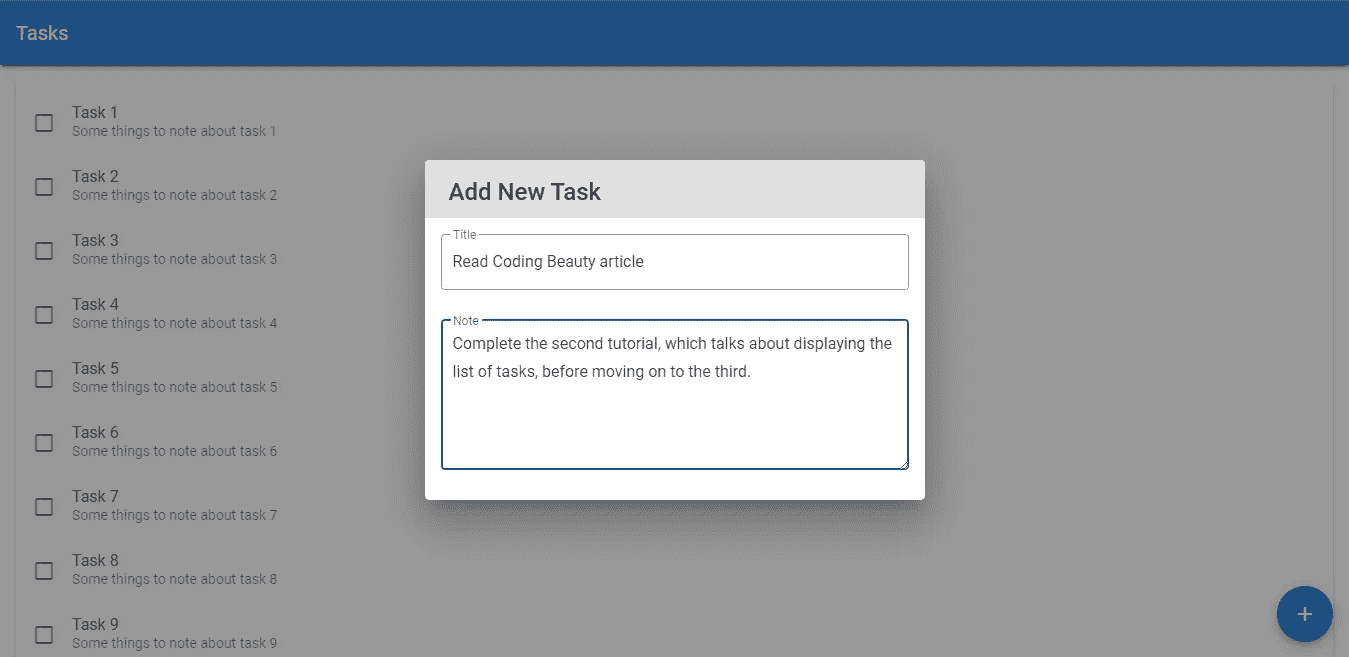 Tasks
Task 1
Some things to note about task 1
Task 2
Some things to note about task 2
Task 3
Some things to note about task 3
Task 4
Some things to note about task 4
Task 5
Some things to note about task 5
Task 6
Some things to note about task 6
Task 7
Some things to note about task 7
Task 8
Some things to note about task 8
Task 9
Some things to note about task 9
Add New Task
Title
Read Coding Beauty article
Note
Complete the second tutorial, which talks about displaying the
list of tasks, before moving on to the third.
+